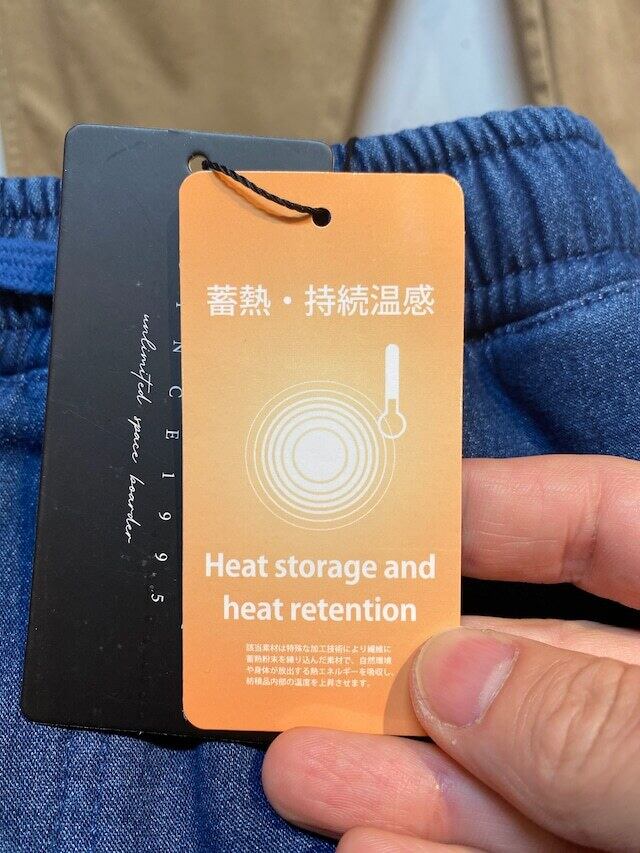 蓄熱・持続温感
Heat storage and
heat retention
該当素材は特殊な加工技術により繊維に
蓄熱粉末を練り込んだ素材で、自然環境
や身体が放出する熱エネルギーを吸収し、
紡績品内部の温度を上昇させます。
INCE1995
unlimited space boarder